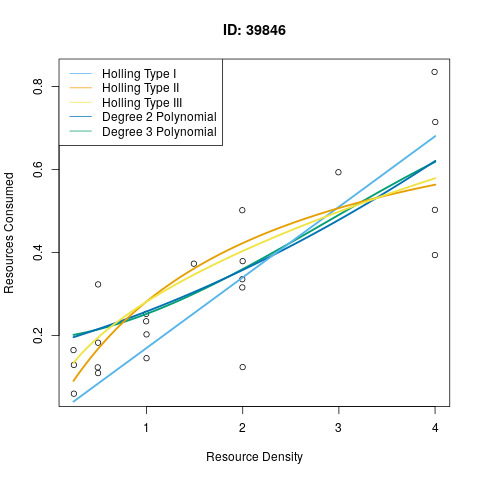 ID: 39846
Holling Type I
Holling Type II
Holling Type III
Degree 2 Polynomial
Degree 3 Polynomial
Resources Consumed
0.8
0.6
0.4
0.2
1 2 3 4
Resource Density